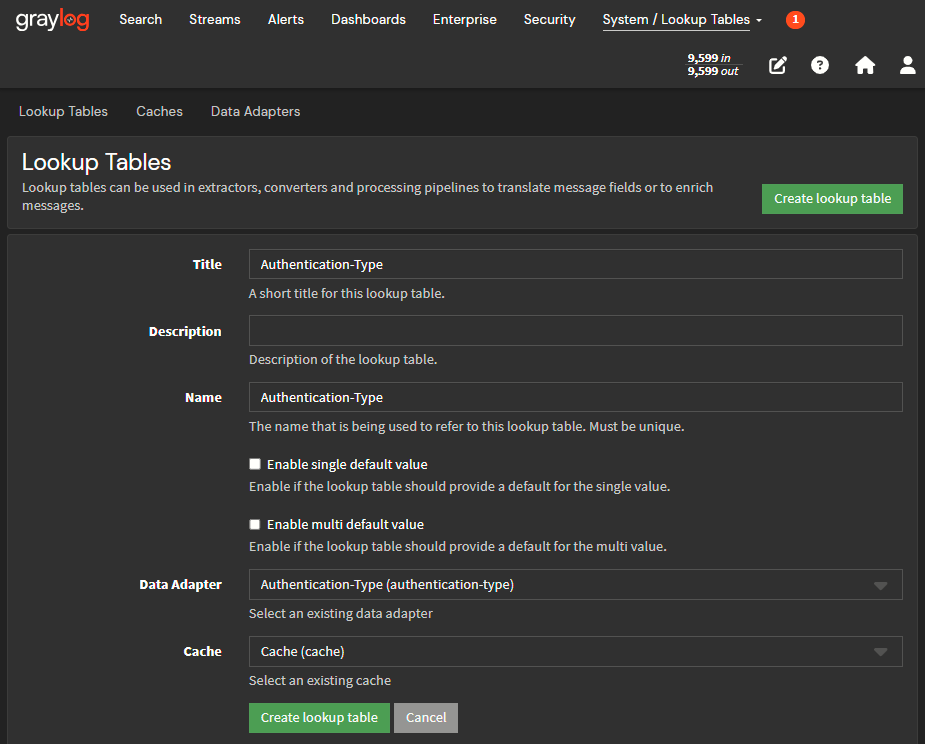 graylog Search Streams Alerts Dashboards Enterprise Security System / Lookup Tables 1
9,599 in
9,599 out
Lookup Tables Caches Data Adapters
Lookup Tables
Lookup tables can be used in extractors, converters and processing pipelines to translate message fields or to enrich
messages.
Create lookup table
Title Authentication-Type
A short title for this lookup table.
Description
Description of the lookup table.
Name Authentication-Type
The name that is being used to refer to this lookup table. Must be unique.
Enable single default value
Enable if the lookup table should provide a default for the single value.
Enable multi default value
Enable if the lookup table should provide a default for the multi value.
Data Adapter Authentication-Type (authentication-type)
Select an existing data adapter
Cache Cache (cache)
Select an existing cache
Create lookup table Cancel